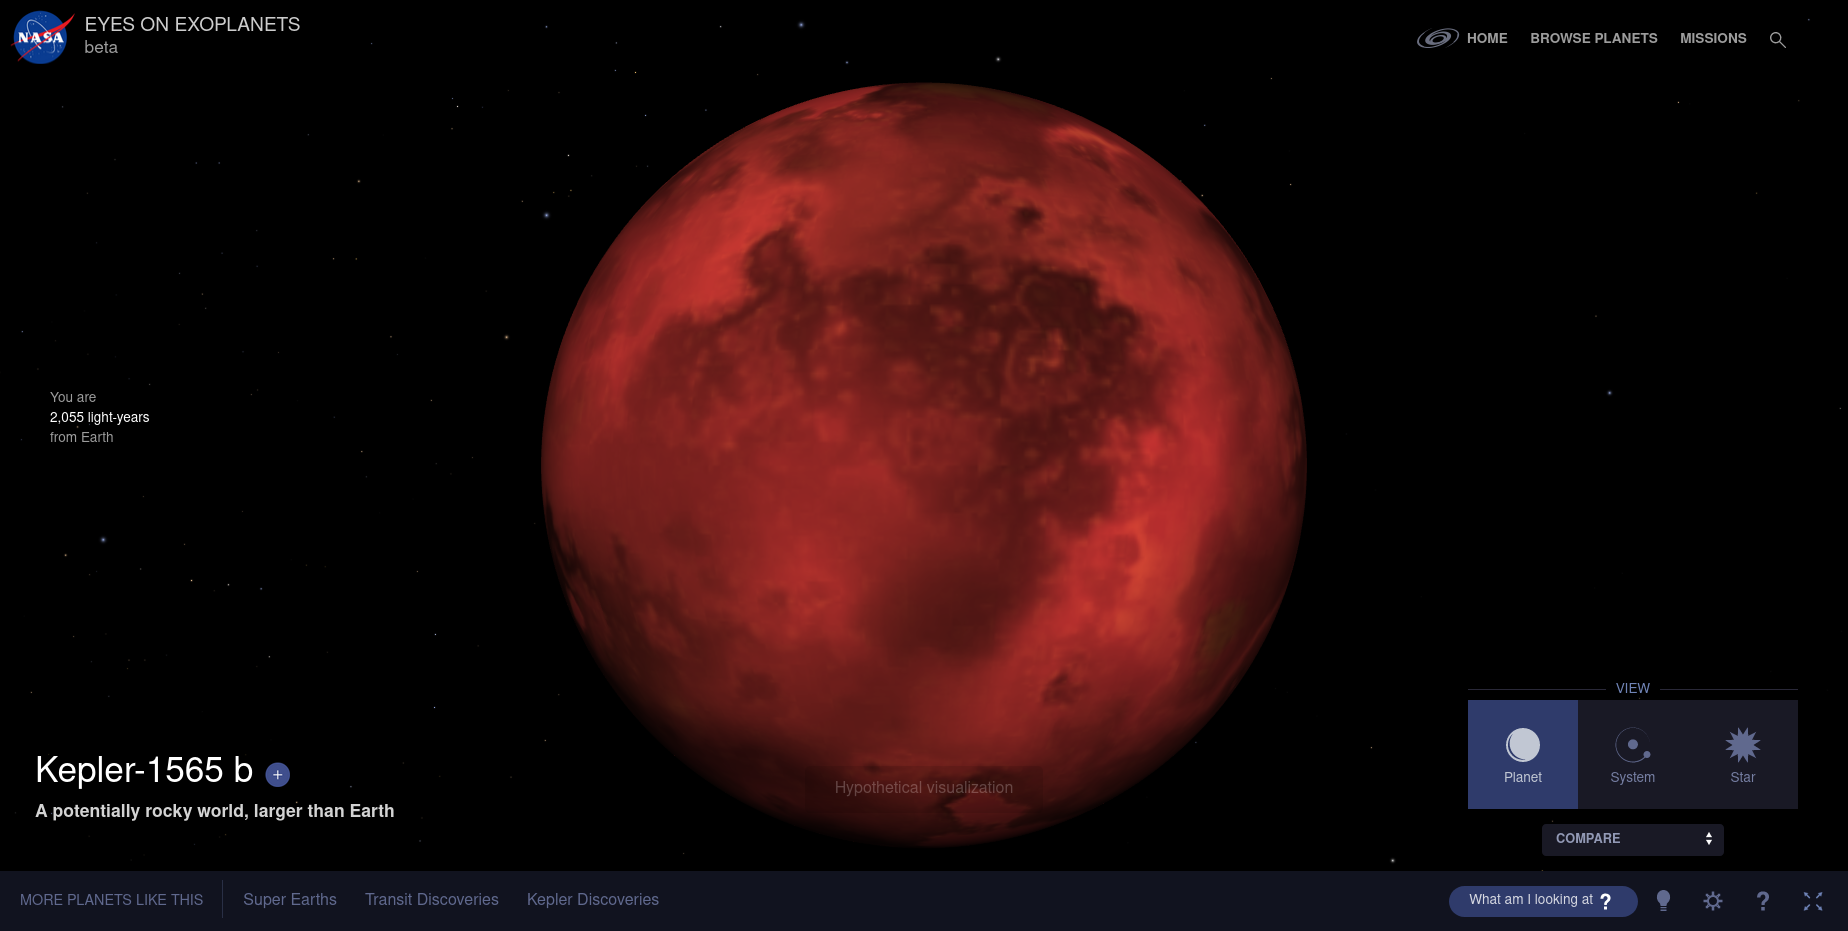 NASA
EYES ON EXOPLANETS
beta
HOME
BROWSE PLANETS
MISSIONS
You are
2,055 light-years
from Earth
Kepler-1565 b +
A potentially rocky world, larger than Earth
Hypothetical visualization
VIEW
Planet
System
Star
COMPARE
MORE PLANETS LIKE THIS
Super Earths
Transit Discoveries
Kepler Discoveries
What am I looking at ?
?